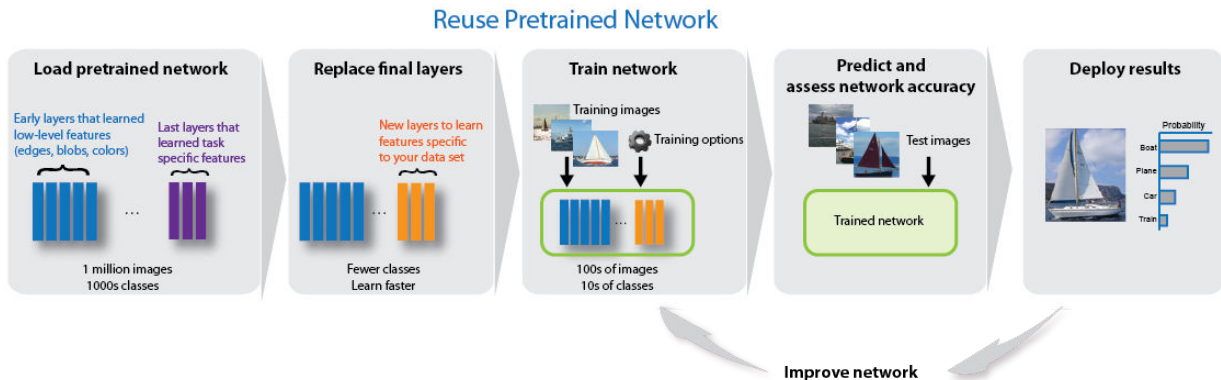 Reuse Pretrained Network
Load pretrained network
Early layers that learned
low-level features
(edges, blobs, colors)
Last layers that
learned task
specific features
...
1 million images
1000s classes
Replace final layers
New layers to learn
features specific
to your data set
...
Fewer classes
Learn faster
Train network
Training images
Training options
...
100s of images
10s of classes
Predict and
assess network accuracy
Test images
Trained network
Deploy results
Probability
Boat
Plane
Car
Train
Improve network